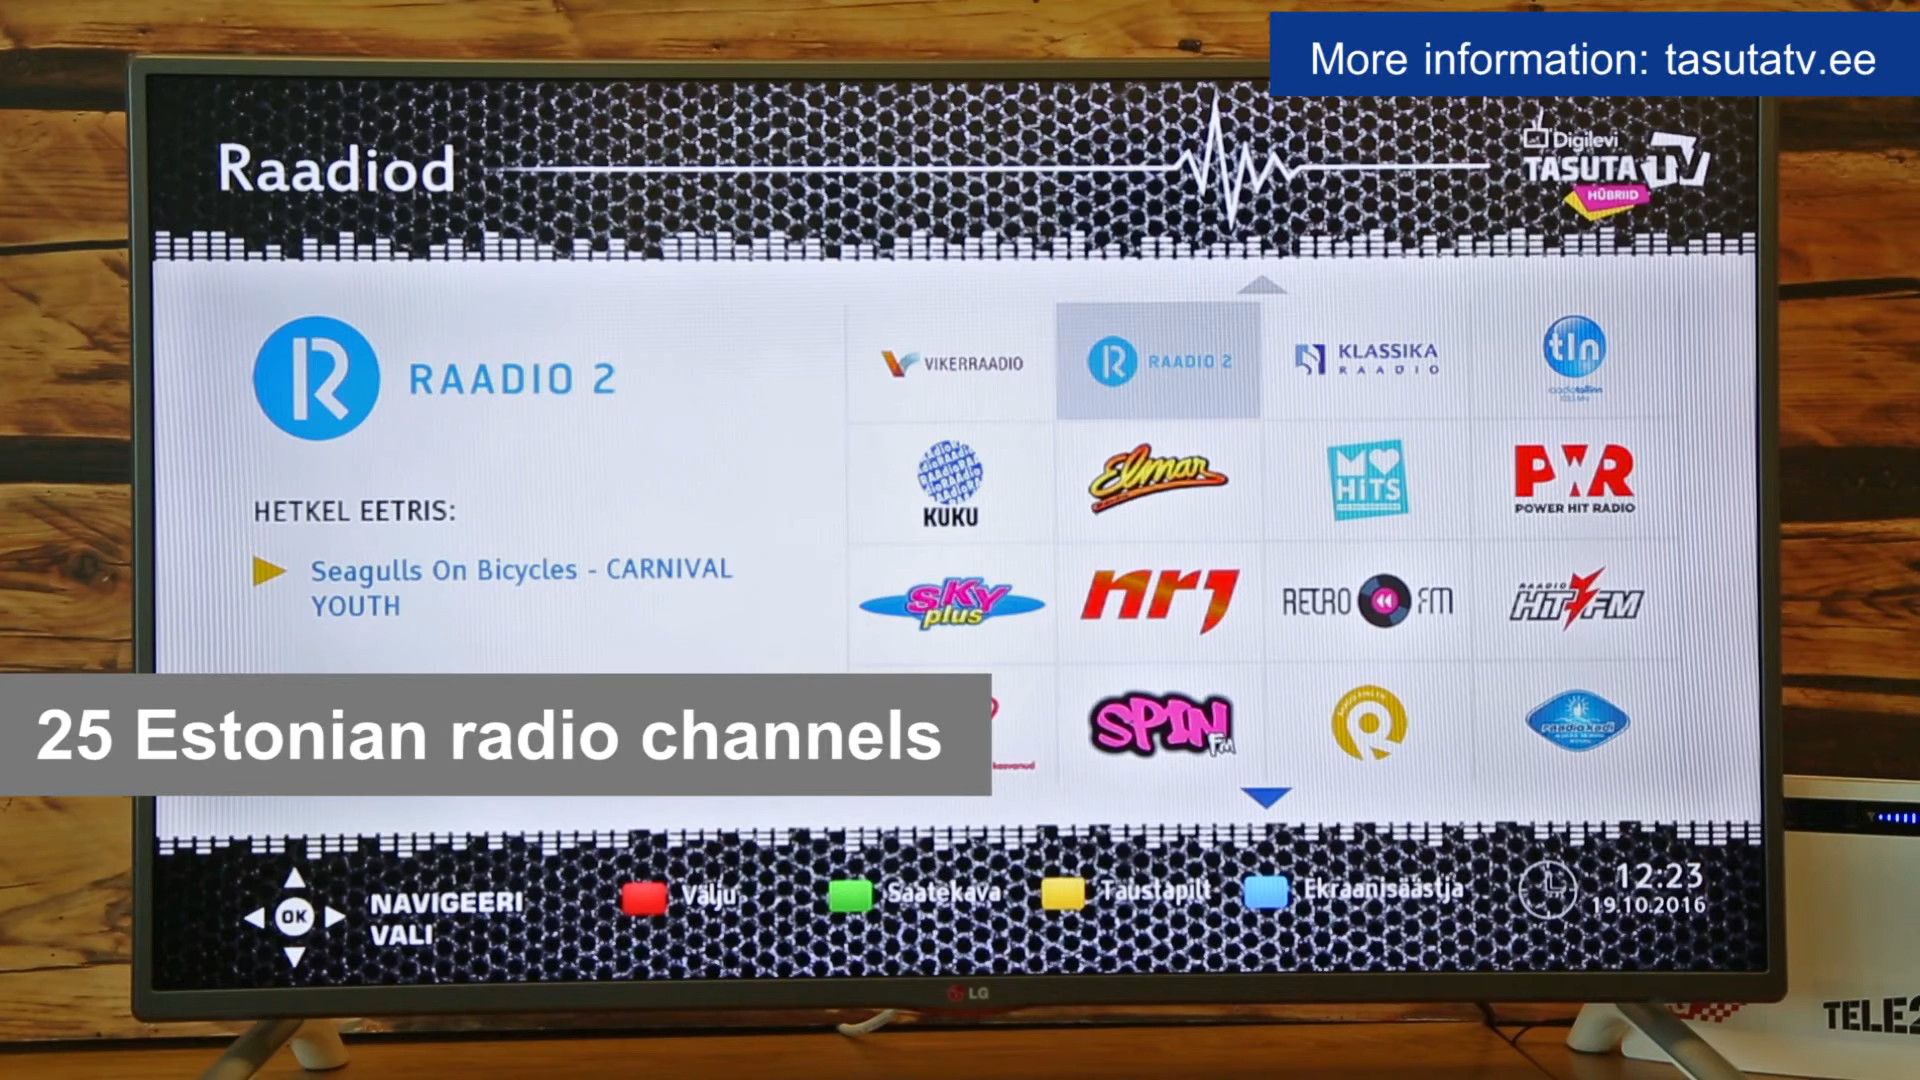 More information: tasutatv.ee
Raadiod
Digilevi
TASUTA TV
HÜBRIID
RAADIO 2
HETKEL EETRIS:
Seagulls On Bicycles - CARNIVAL
YOUTH
VIKERRAADIO
RAADIO 2
KLASSIKA
RAADIO
tln
KUKU
Elmar
MY HITS
PWR
POWER HIT RADIO
SKY
plus
nrj
RETRO FM
RAADIO
HIT FM
SPIN
FM
raadio kadi
25 Estonian radio channels
OK
NAVIGEERI
VALI
Välju
Saatekava
Taustapilt
Ekraanisäästja
12:23
19.10.2016
LG
TELE2